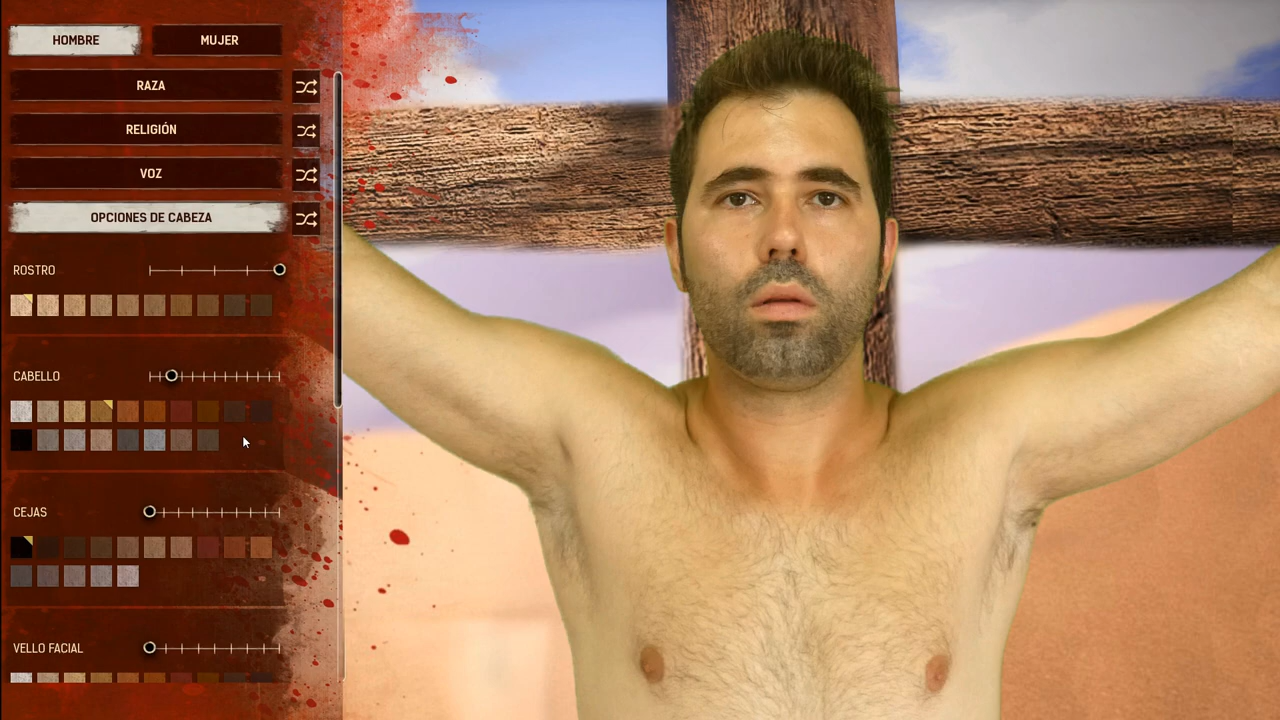 HOMBRE MUJER
RAZA
RELIGIÓN
VOZ
OPCIONES DE CABEZA
ROSTRO
CABELLO
CEJAS
VELLO FACIAL